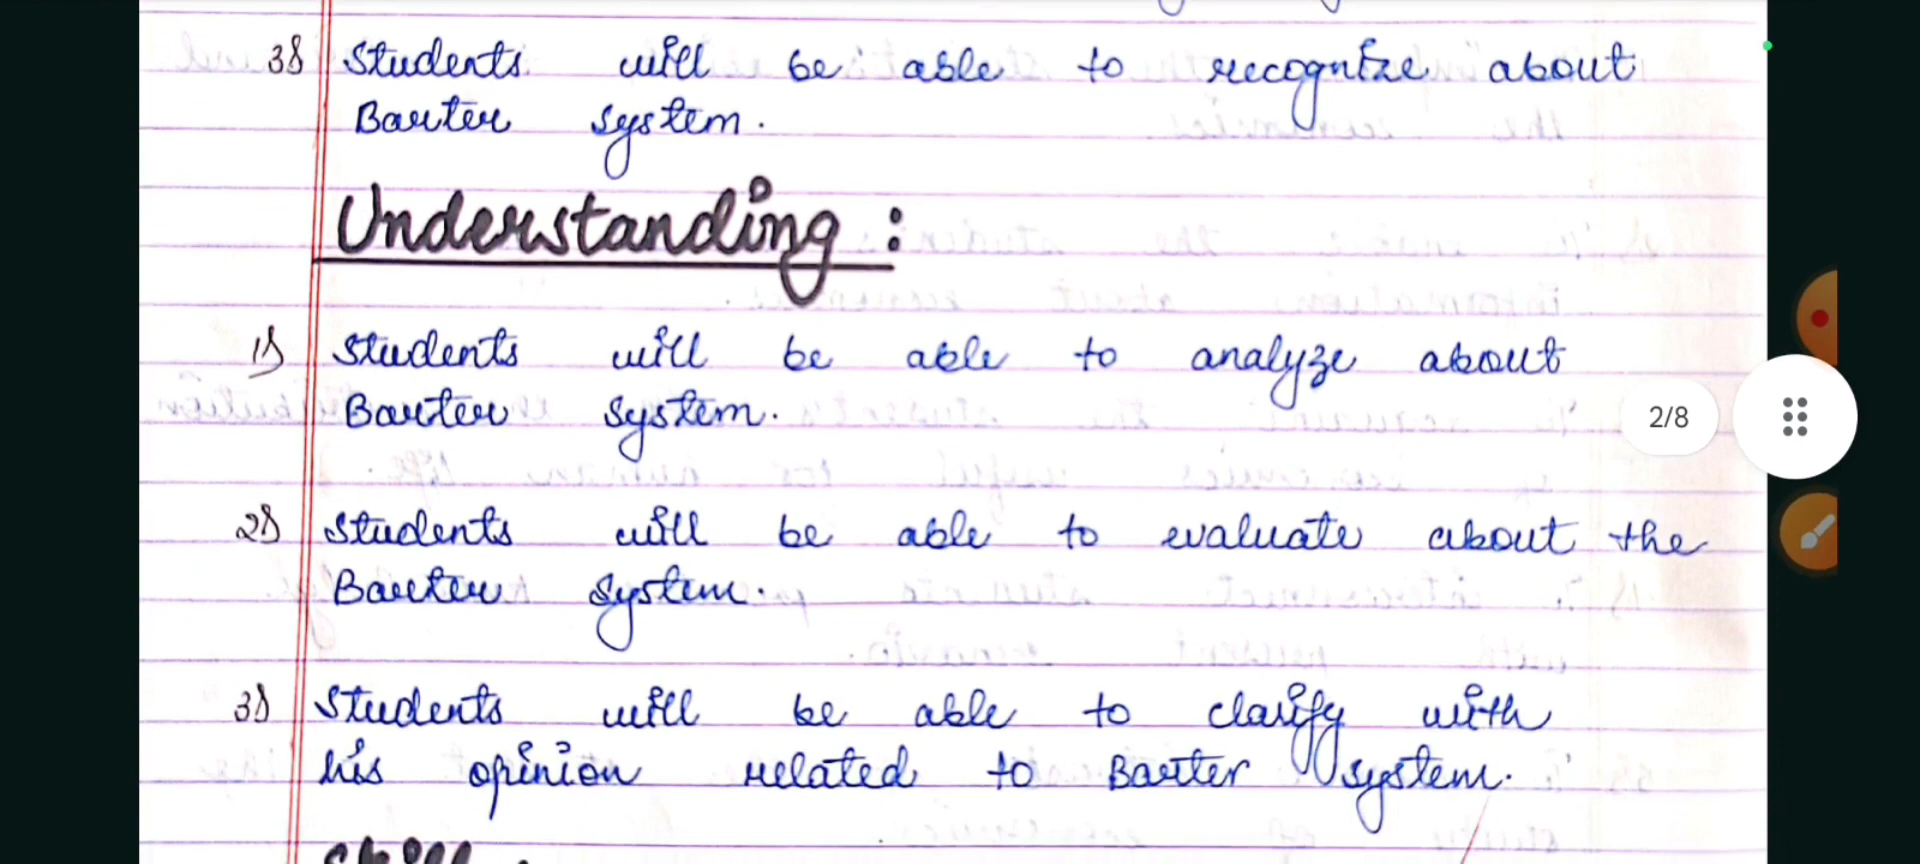 3) Students will be able to recognize about
Barter system.
Understanding :
1) Students will be able to analyze about
Barter system.
2) Students will be able to evaluate about the
Barter system.
2/8
3) Students will be able to clarify with
his opinion related to Barter system.